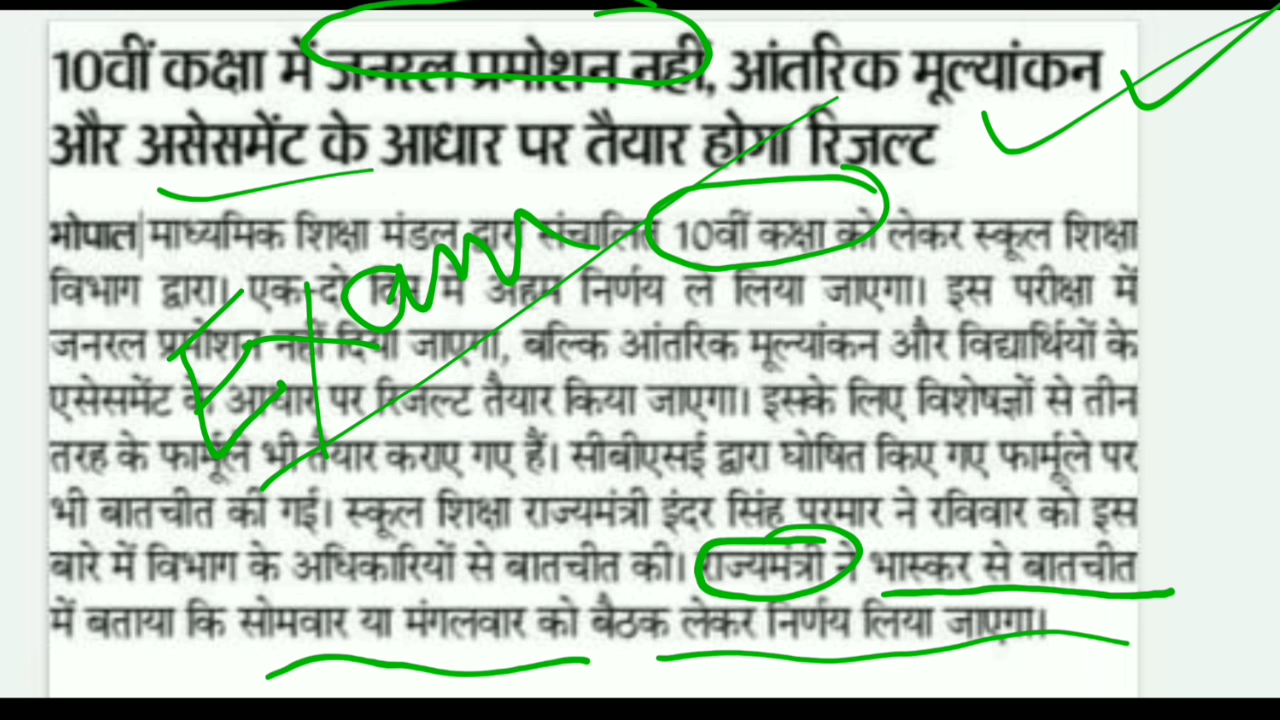 10वीं कक्षा में जनरल प्रमोशन नहीं, आंतरिक मूल्यांकन
और असेसमेंट के आधार पर तैयार होगा रिजल्ट
भोपाल| माध्यमिक शिक्षा मंडल द्वारा संचालित 10वीं कक्षा को लेकर स्कूल शिक्षा
विभाग द्वारा। एक-दो दिन में अहम निर्णय ले लिया जाएगा। इस परीक्षा में
जनरल प्रमोशन नहीं दिया जाएगा, बल्कि आंतरिक मूल्यांकन और विद्यार्थियों के
एसेसमेंट के आधार पर रिजल्ट तैयार किया जाएगा। इसके लिए विशेषज्ञों से तीन
तरह के फार्मूले भी तैयार कराए गए हैं। सीबीएसई द्वारा घोषित किए गए फार्मूले पर
भी बातचीत की गई। स्कूल शिक्षा राज्यमंत्री इंदर सिंह परमार ने रविवार को इस
बारे में विभाग के अधिकारियों से बातचीत की। राज्यमंत्री ने भास्कर से बातचीत
में बताया कि सोमवार या मंगलवार को बैठक लेकर निर्णय लिया जाएगा।
Exam